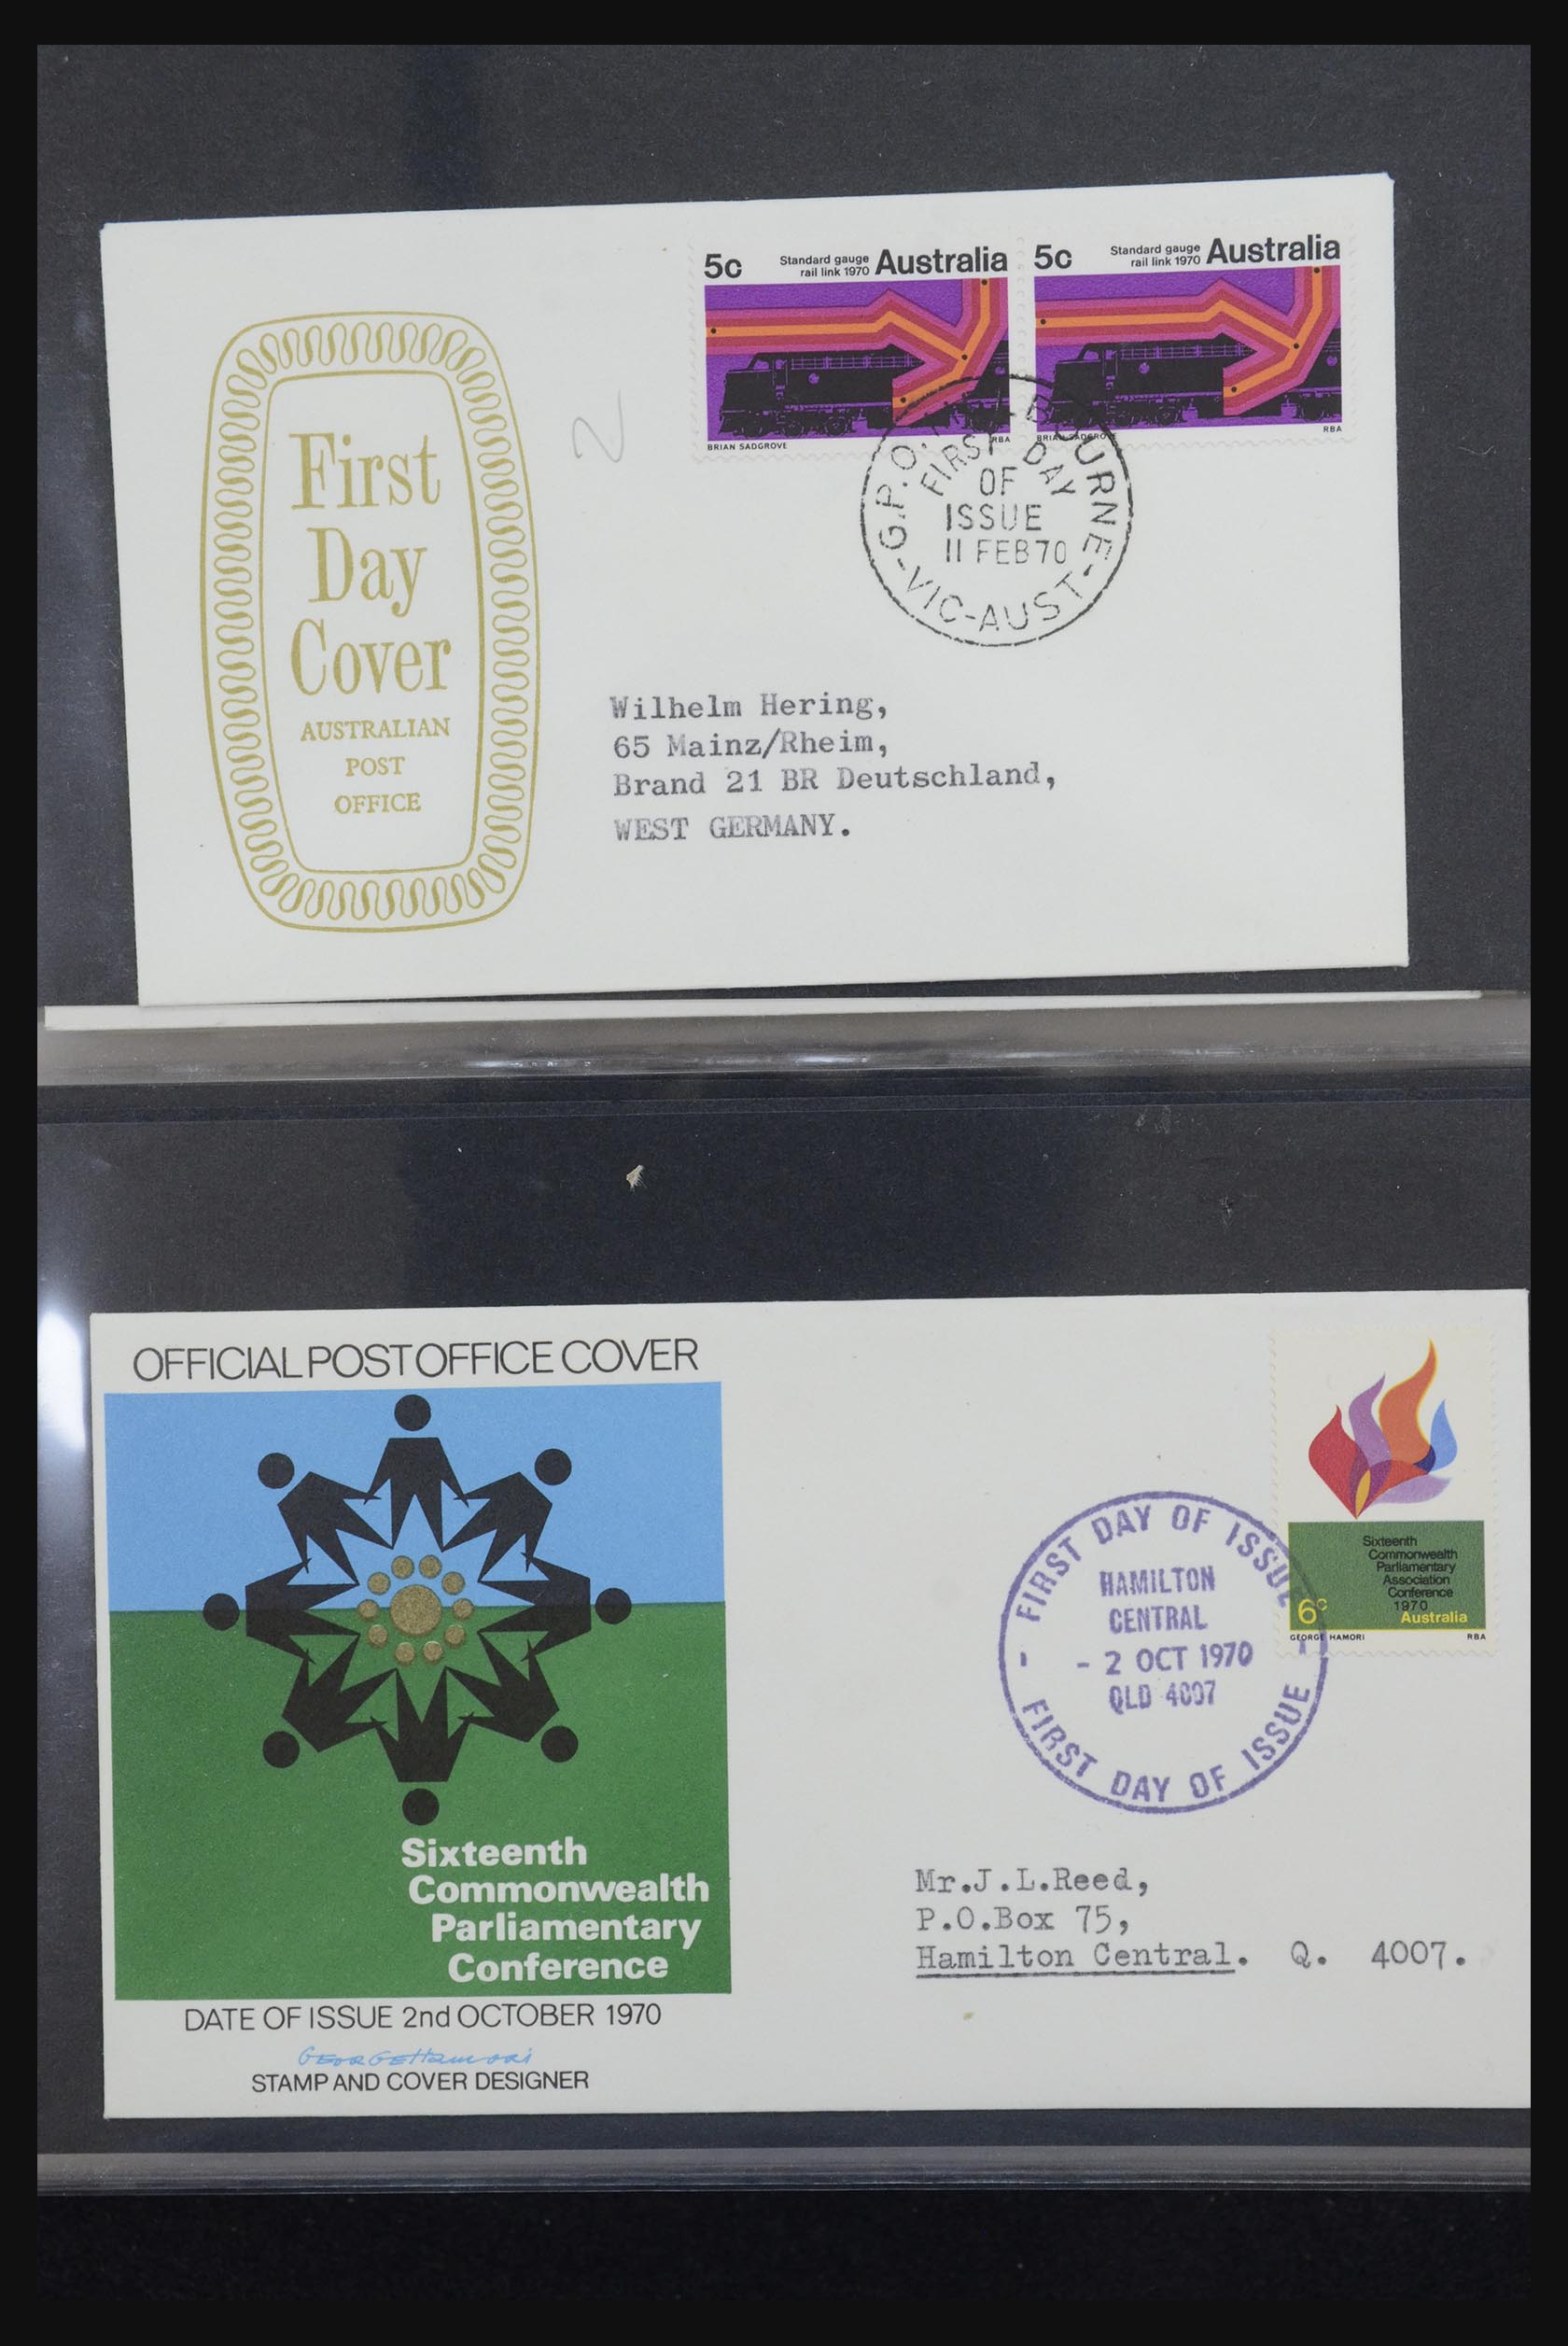 5c Standard gauge Australia
rail link 1970
BRIAN SADGROVE RBA
5c Standard gauge Australia
rail link 1970
BRIAN SADGROVE RBA
First
Day
Cover
AUSTRALIAN
POST
OFFICE
FIRST DAY
OF
ISSUE
11 FEB 70
-VIC-AUST-
Wilhelm Hering,
65 Mainz/Rheim,
Brand 21 BR Deutschland,
WEST GERMANY.
OFFICIAL POST OFFICE COVER
Sixteenth
Commonwealth
Parliamentary
Conference
DATE OF ISSUE 2nd OCTOBER 1970
George Hamori
STAMP AND COVER DESIGNER
Sixteenth
Commonwealth
Parliamentary
Association
Conference
1970
6c Australia
GEORGE HAMORI RBA
- FIRST DAY OF ISSUE -
HAMILTON
CENTRAL
- 2 OCT 1970
QLD 4007
FIRST DAY OF ISSUE
Mr.J.L.Reed,
P.O.Box 75,
Hamilton Central. Q. 4007.